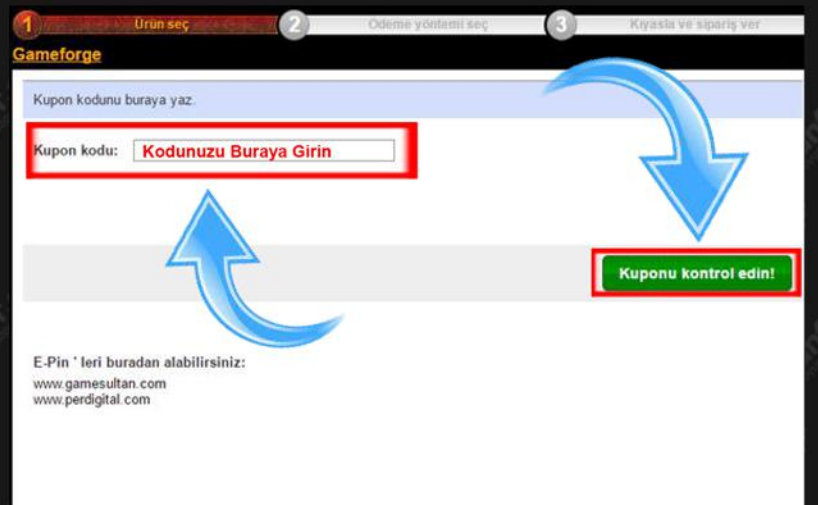 1 Ürün seç 2 Ödeme yöntemi seç 3 Kıyasla ve sipariş ver
Gameforge
Kupon kodunu buraya yaz.
Kupon kodu: Kodunuzu Buraya Girin
Kuponu kontrol edin!
E-Pin ' leri buradan alabilirsiniz:
www.gamesultan.com
www.perdigital.com